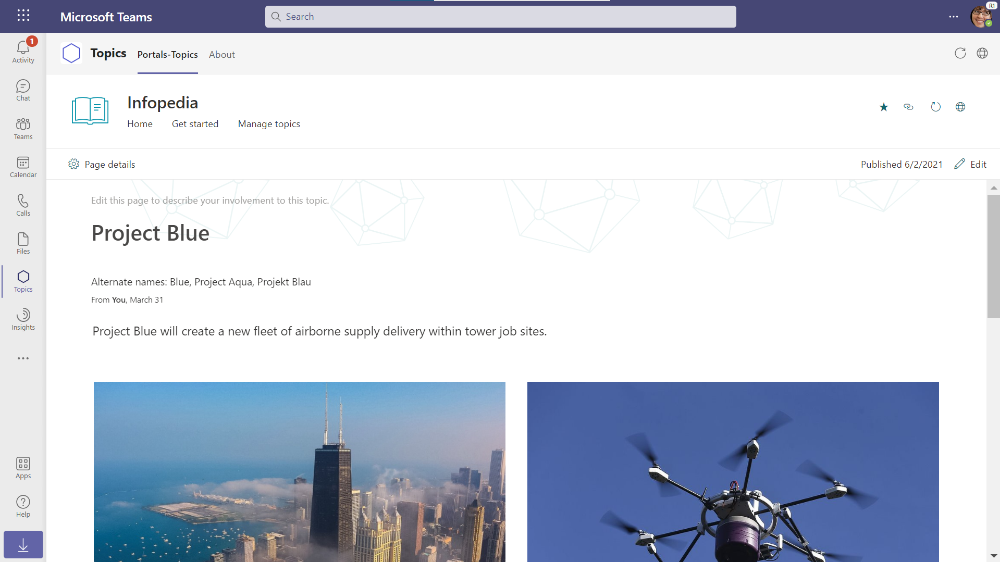 Microsoft Teams
Search
R1
1
Activity
Chat
Teams
Calendar
Calls
Files
Topics
Insights
Apps
Help
Topics
Portals-Topics
About
Infopedia
Home
Get started
Manage topics
Page details
Published 6/2/2021
Edit
Edit this page to describe your involvement to this topic.
Project Blue
Alternate names: Blue, Project Aqua, Projekt Blau
From You, March 31
Project Blue will create a new fleet of airborne supply delivery within tower job sites.